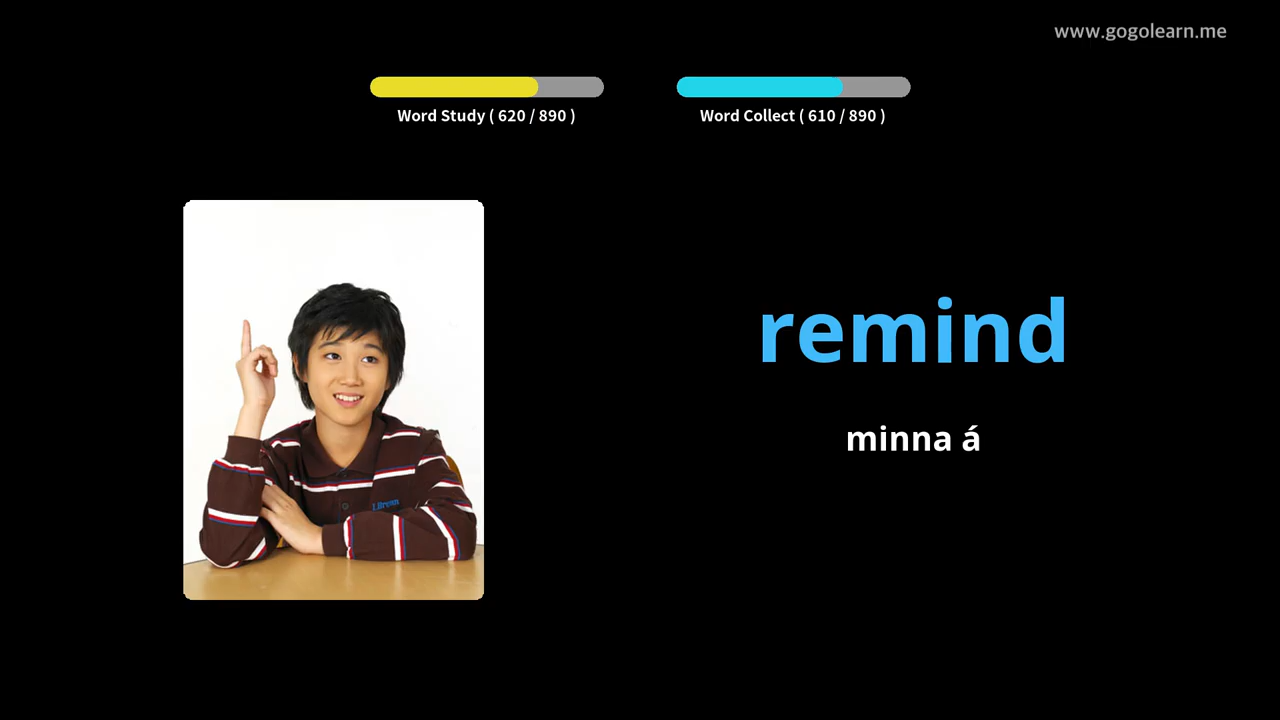 www.gogolearn.me
Word Study ( 620 / 890 )
Word Collect ( 610 / 890 )
remind
minna á